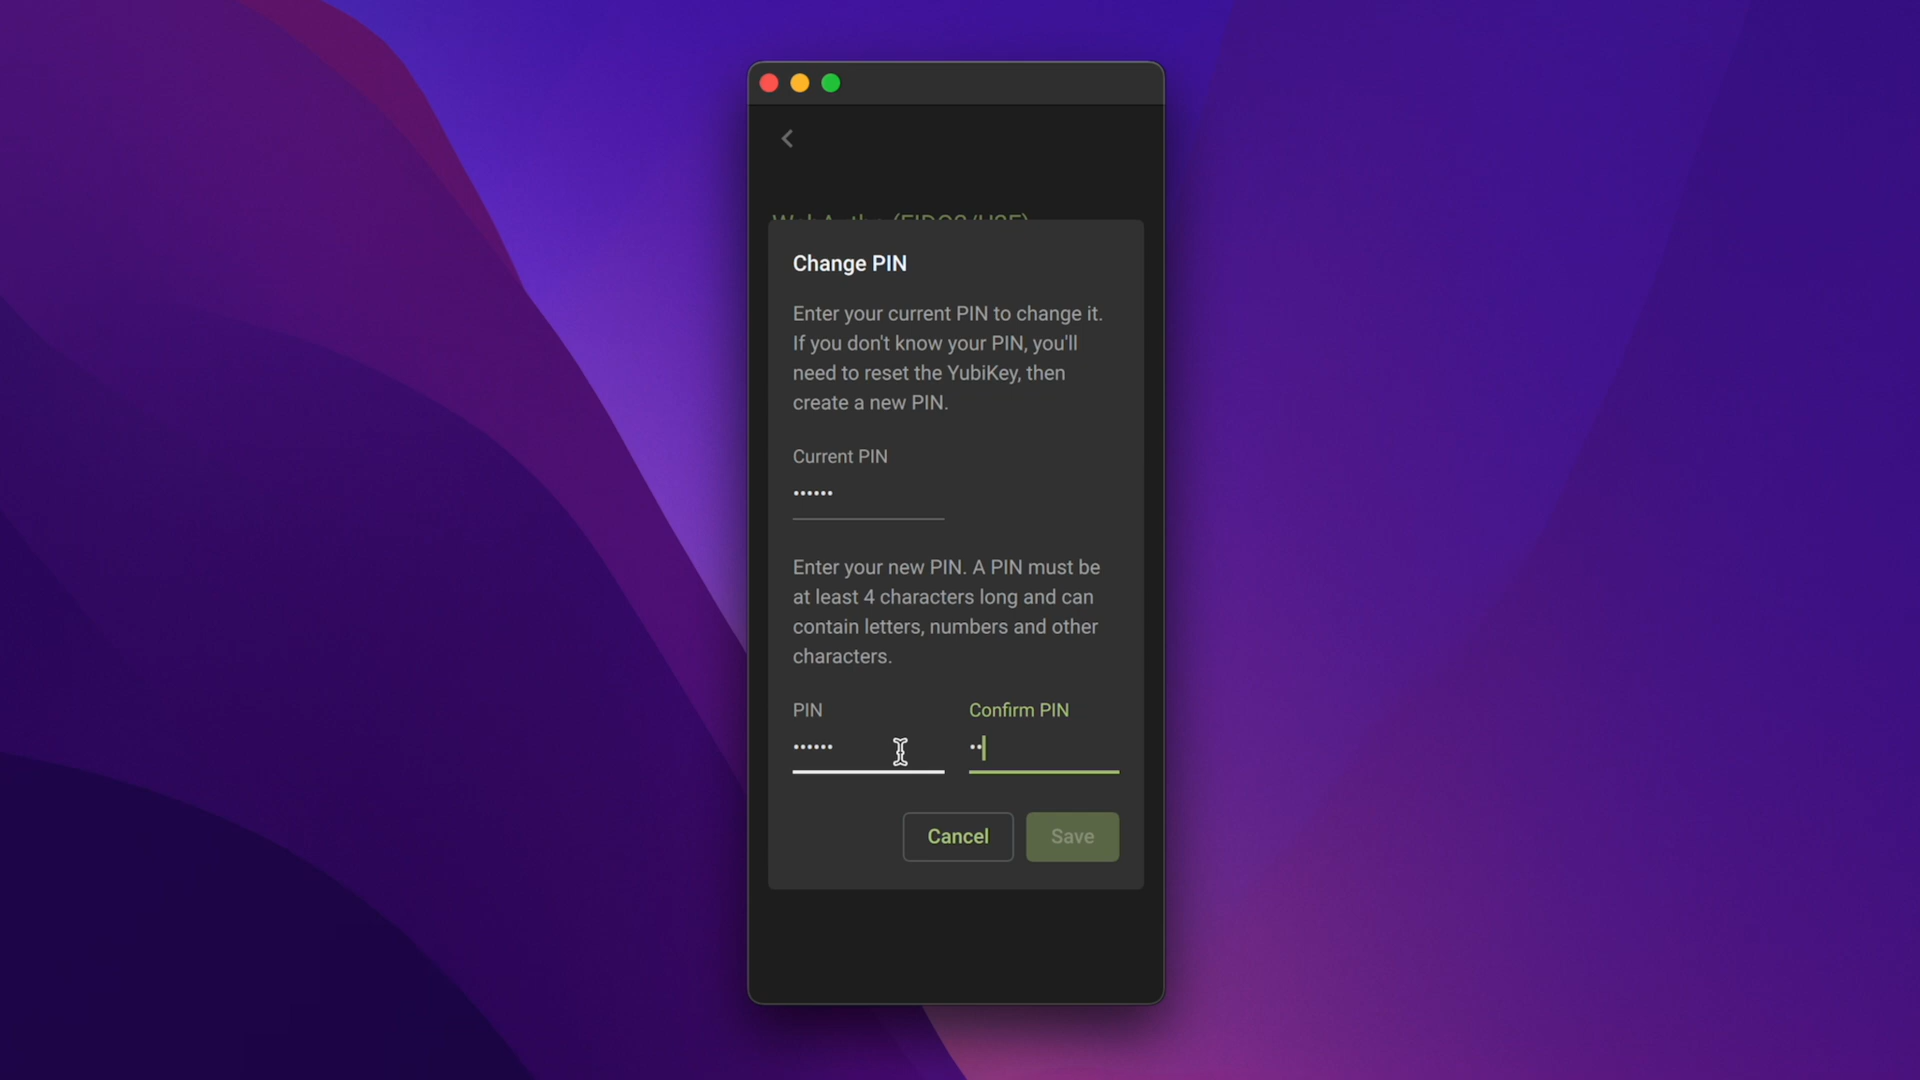 Change PIN
Enter your current PIN to change it.
If you don't know your PIN, you'll
need to reset the YubiKey, then
create a new PIN.
Current PIN
••••••
Enter your new PIN. A PIN must be
at least 4 characters long and can
contain letters, numbers and other
characters.
PIN Confirm PIN
•••••• ••
Cancel Save